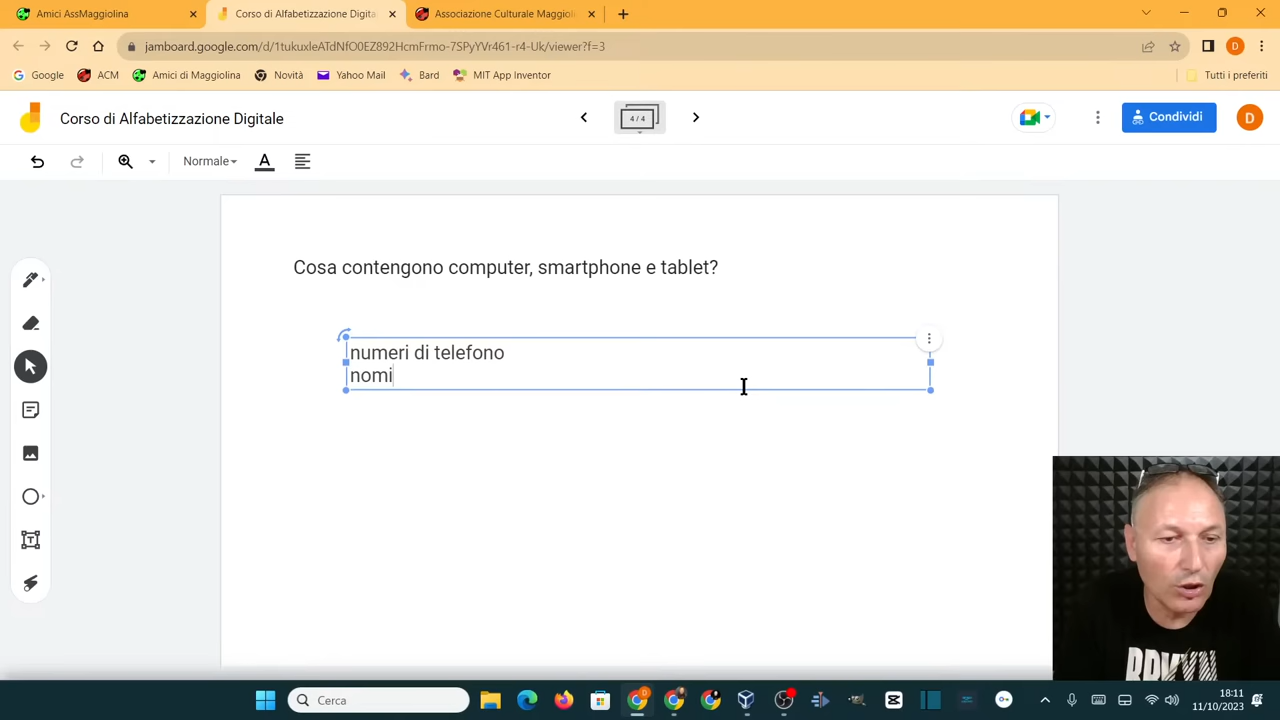 Amici AssMaggiolina
Corso di Alfabetizzazione Digita
Associazione Culturale Maggiolin
jamboard.google.com/d/1tukuxleATdNfO0EZ892HcmFrmo-7SPyYVr461-r4-Uk/viewer?f=3
D
Google
ACM
Amici di Maggiolina
Novità
Yahoo Mail
Bard
MIT App Inventor
Tutti i preferiti
Corso di Alfabetizzazione Digitale
4 / 4
Condividi
D
Normale
A
Cosa contengono computer, smartphone e tablet?
numeri di telefono
nomi
T
Cerca
18:11
11/10/2023